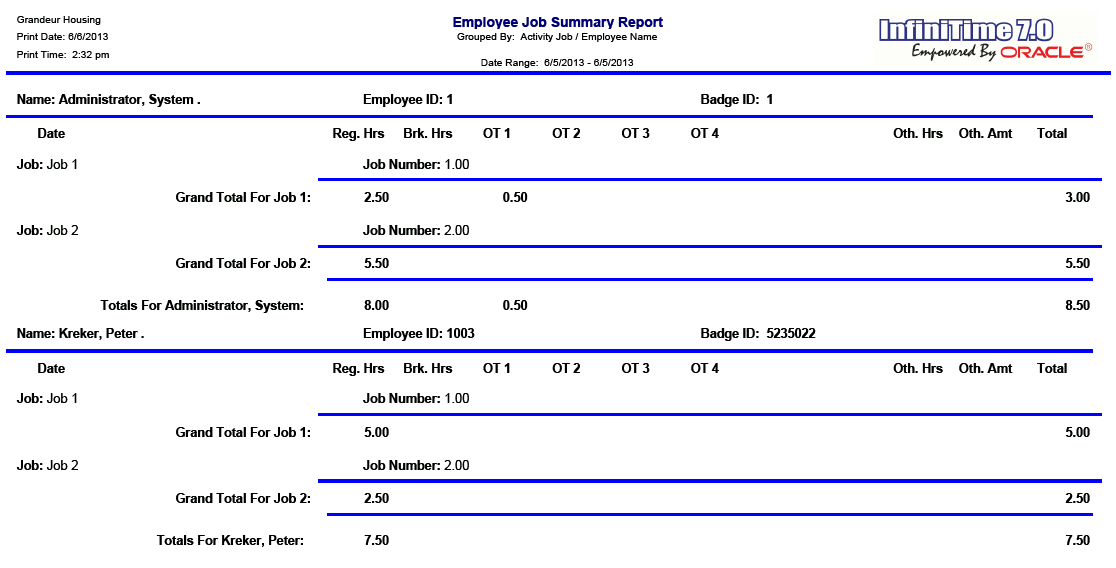 Grandeur Housing
Employee Job Summary Report
InfiniTime 7.0
Print Date: 6/6/2013
Grouped By: Activity Job / Employee Name
Empowered By ORACLE®
Print Time: 2:32 pm
Date Range: 6/5/2013 - 6/5/2013
Name: Administrator, System . Employee ID: 1 Badge ID: 1
Date Reg. Hrs Brk. Hrs OT 1 OT 2 OT 3 OT 4 Oth. Hrs Oth. Amt Total
Job: Job 1 Job Number: 1.00
Grand Total For Job 1: 2.50 0.50 3.00
Job: Job 2 Job Number: 2.00
Grand Total For Job 2: 5.50 5.50
Totals For Administrator, System: 8.00 0.50 8.50
Name: Kreker, Peter . Employee ID: 1003 Badge ID: 5235022
Date Reg. Hrs Brk. Hrs OT 1 OT 2 OT 3 OT 4 Oth. Hrs Oth. Amt Total
Job: Job 1 Job Number: 1.00
Grand Total For Job 1: 5.00 5.00
Job: Job 2 Job Number: 2.00
Grand Total For Job 2: 2.50 2.50
Totals For Kreker, Peter: 7.50 7.50